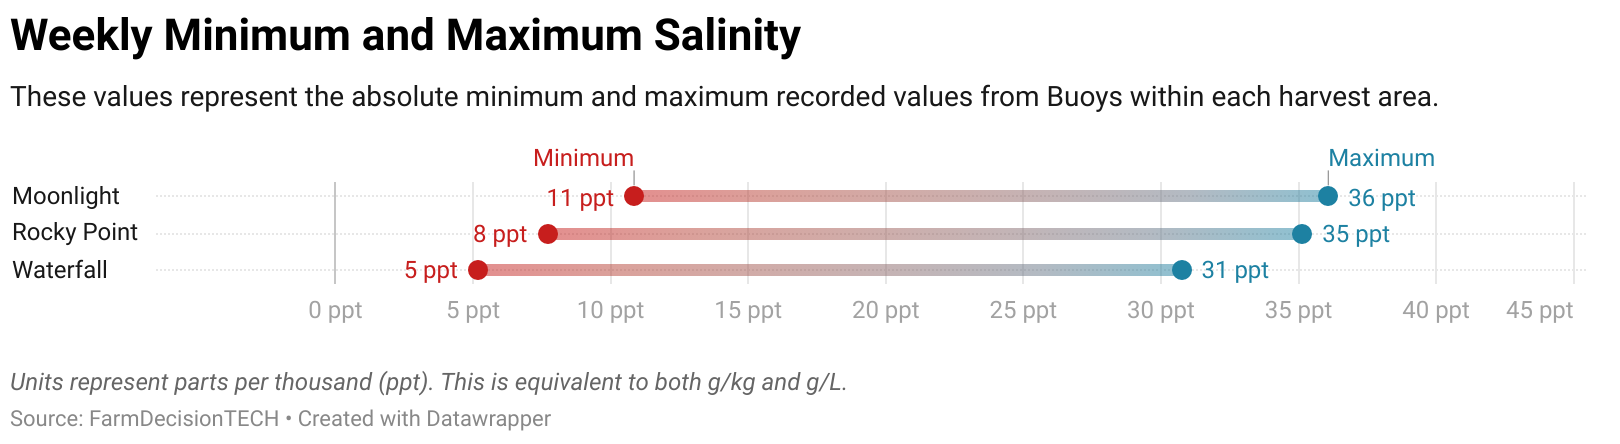 Weekly Minimum and Maximum Salinity
These values represent the absolute minimum and maximum recorded values from Buoys within each harvest area.
Minimum Maximum
Moonlight 11 ppt 36 ppt
Rocky Point 8 ppt 35 ppt
Waterfall 5 ppt 31 ppt
0 ppt 5 ppt 10 ppt 15 ppt 20 ppt 25 ppt 30 ppt 35 ppt 40 ppt 45 ppt
Units represent parts per thousand (ppt). This is equivalent to both g/kg and g/L.
Source: FarmDecisionTECH • Created with Datawrapper